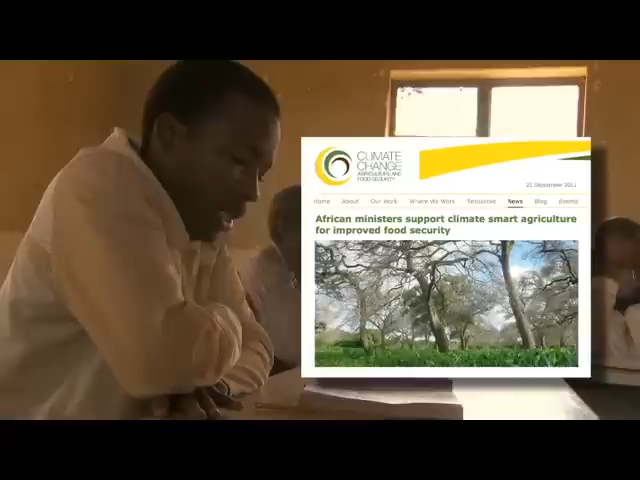 CLIMATE
CHANGE
AGRICULTURE AND
FOOD SECURITY
21 September 2011
Home About Our Work Where We Work Resources News Blog Events
African ministers support climate smart agriculture
for improved food security